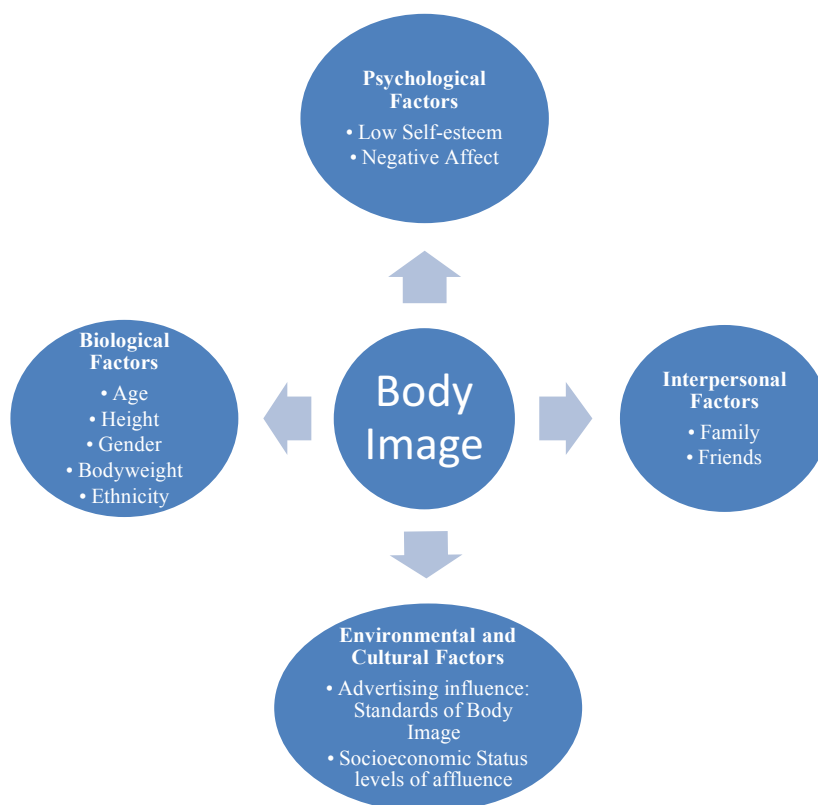 Psychological
Factors
• Low Self-esteem
• Negative Affect
Biological
Factors
• Age
• Height
• Gender
• Bodyweight
• Ethnicity
Body
Image
Interpersonal
Factors
• Family
• Friends
Environmental and
Cultural Factors
• Advertising influence:
Standards of Body
Image
• Socioeconomic Status
levels of affluence